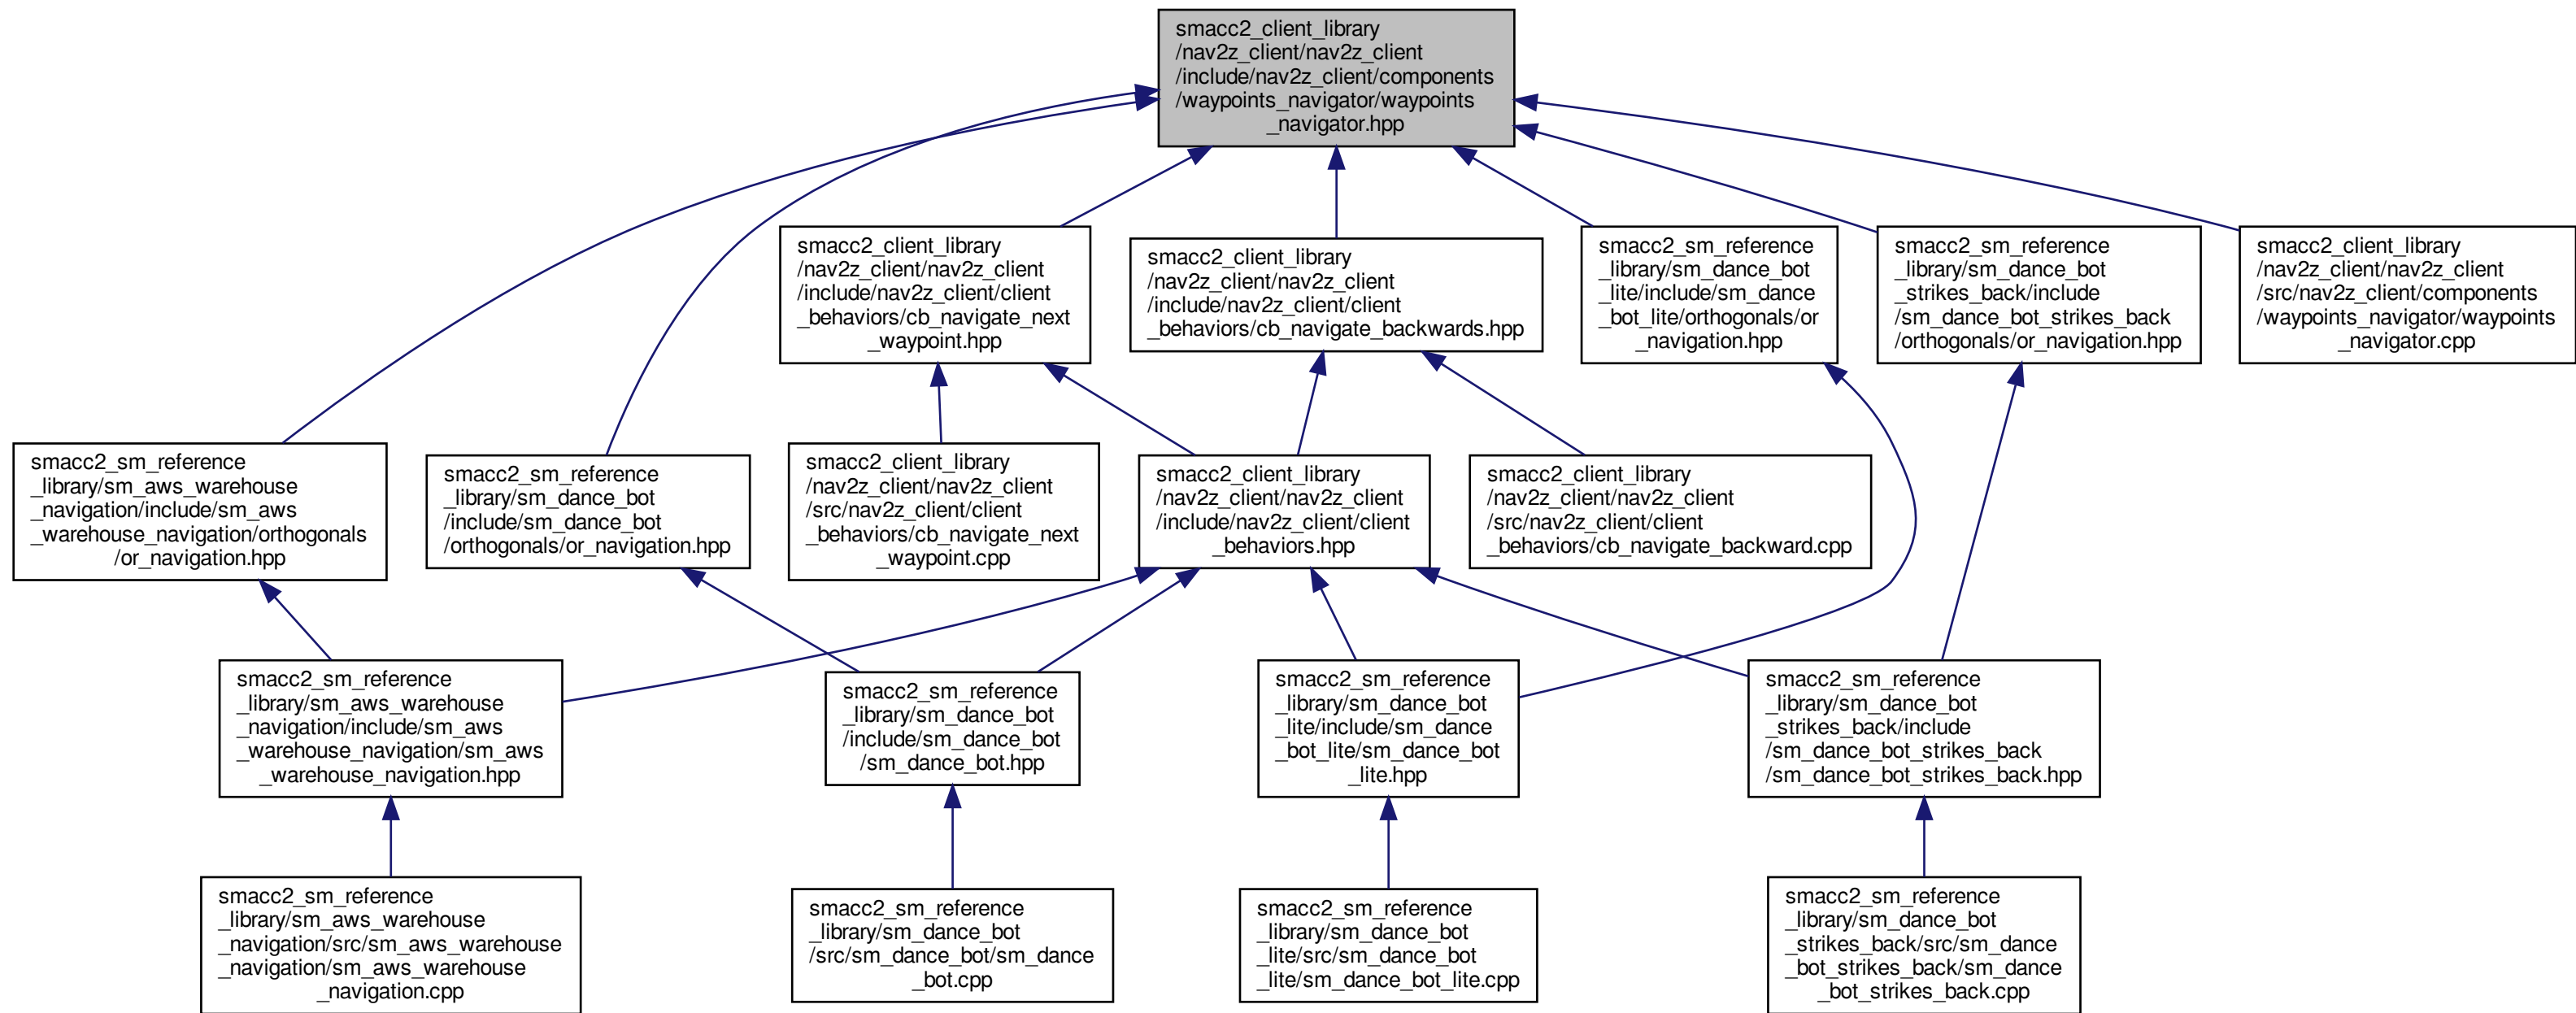 smacc2_client_library
/nav2z_client/nav2z_client
/include/nav2z_client/components
/waypoints_navigator/waypoints
_navigator.hpp
smacc2_client_library
/nav2z_client/nav2z_client
/include/nav2z_client/client
_behaviors/cb_navigate_next
_waypoint.hpp
smacc2_client_library
/nav2z_client/nav2z_client
/include/nav2z_client/client
_behaviors/cb_navigate_backwards.hpp
smacc2_sm_reference
_library/sm_dance_bot
_lite/include/sm_dance
_bot_lite/orthogonals/or
_navigation.hpp
smacc2_sm_reference
_library/sm_dance_bot
_strikes_back/include
/sm_dance_bot_strikes_back
/orthogonals/or_navigation.hpp
smacc2_client_library
/nav2z_client/nav2z_client
/src/nav2z_client/components
/waypoints_navigator/waypoints
_navigator.cpp
smacc2_sm_reference
_library/sm_aws_warehouse
_navigation/include/sm_aws
_warehouse_navigation/orthogonals
/or_navigation.hpp
smacc2_sm_reference
_library/sm_dance_bot
/include/sm_dance_bot
/orthogonals/or_navigation.hpp
smacc2_client_library
/nav2z_client/nav2z_client
/src/nav2z_client/client
_behaviors/cb_navigate_next
_waypoint.cpp
smacc2_client_library
/nav2z_client/nav2z_client
/include/nav2z_client/client
_behaviors.hpp
smacc2_client_library
/nav2z_client/nav2z_client
/src/nav2z_client/client
_behaviors/cb_navigate_backward.cpp
smacc2_sm_reference
_library/sm_aws_warehouse
_navigation/include/sm_aws
_warehouse_navigation/sm_aws
_warehouse_navigation.hpp
smacc2_sm_reference
_library/sm_dance_bot
/include/sm_dance_bot
/sm_dance_bot.hpp
smacc2_sm_reference
_library/sm_dance_bot
_lite/include/sm_dance
_bot_lite/sm_dance_bot
_lite.hpp
smacc2_sm_reference
_library/sm_dance_bot
_strikes_back/include
/sm_dance_bot_strikes_back
/sm_dance_bot_strikes_back.hpp
smacc2_sm_reference
_library/sm_aws_warehouse
_navigation/src/sm_aws_warehouse
_navigation/sm_aws_warehouse
_navigation.cpp
smacc2_sm_reference
_library/sm_dance_bot
/src/sm_dance_bot/sm_dance
_bot.cpp
smacc2_sm_reference
_library/sm_dance_bot
_lite/src/sm_dance_bot
_lite/sm_dance_bot_lite.cpp
smacc2_sm_reference
_library/sm_dance_bot
_strikes_back/src/sm_dance
_bot_strikes_back/sm_dance
_bot_strikes_back.cpp